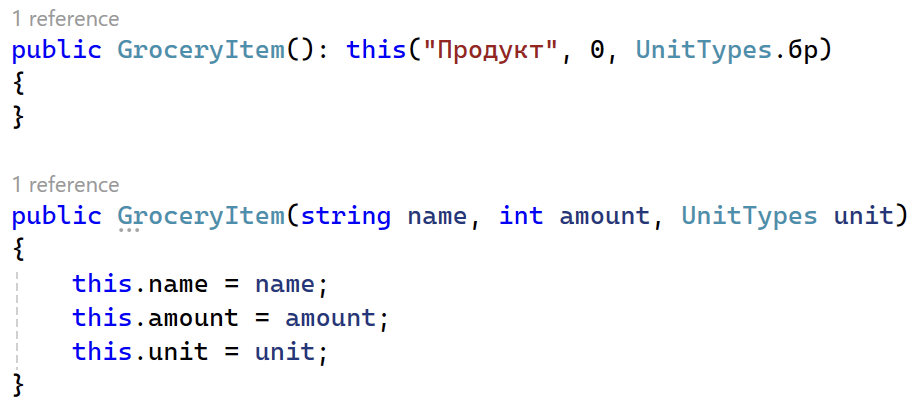 1 reference
public GroceryItem(): this("Продукт", 0, UnitTypes.бр)
{
}
1 reference
public GroceryItem(string name, int amount, UnitTypes unit)
{
this.name = name;
this.amount = amount;
this.unit = unit;
}